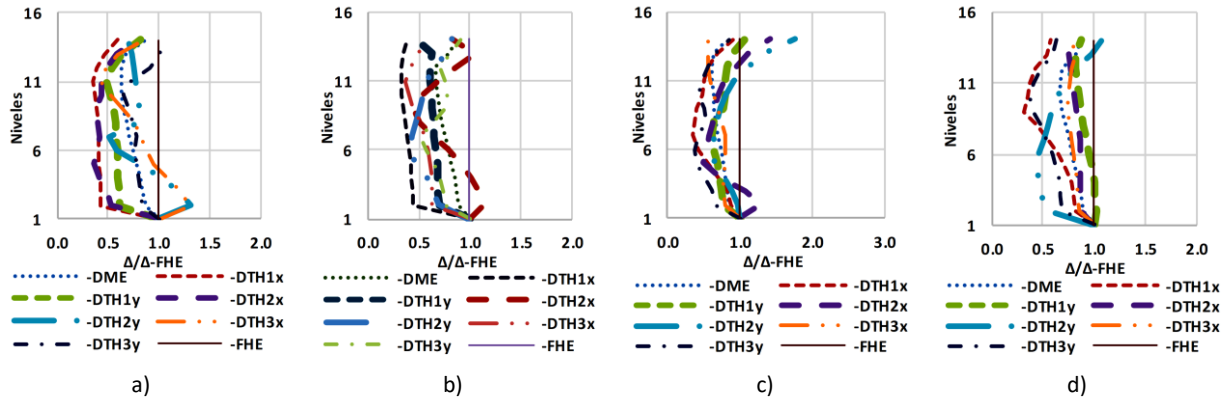 16
11
6
1
Niveles
0.0 0.5 1.0 1.5 2.0
Δ/Δ-FHE
-DME -DTH1x
-DTH1y -DTH2x
-DTH2y -DTH3x
-DTH3y -FHE
a)
16
11
6
1
Niveles
0.0 0.5 1.0 1.5 2.0
Δ/Δ-FHE
-DME -DTH1x
-DTH1y -DTH2x
-DTH2y -DTH3x
-DTH3y -FHE
b)
16
11
6
1
Niveles
0.0 1.0 2.0 3.0
Δ/Δ-FHE
-DME -DTH1x
-DTH1y -DTH2x
-DTH2y -DTH3x
-DTH3y -FHE
c)
16
11
6
1
Niveles
0.0 0.5 1.0 1.5 2.0
Δ/Δ-FHE
-DME -DTH1x
-DTH1y -DTH2x
-DTH2y -DTH3x
-DTH3y -FHE
d)